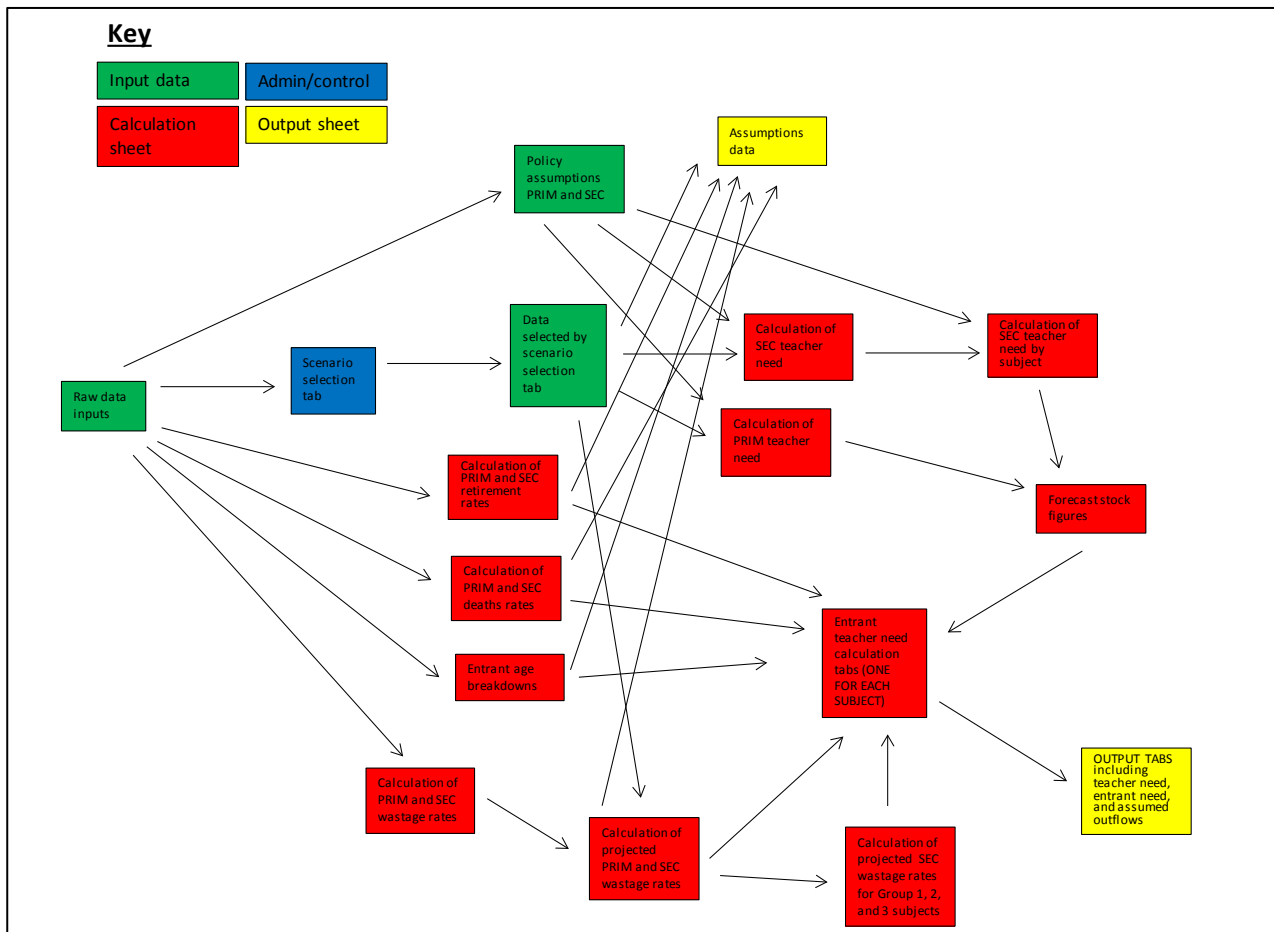 Key
Input data
Admin/control
Calculation
sheet
Output sheet
Assumptions
data
Policy
assumptions
PRIM and SEC
Data
selected by
scenario
selection
tab
Calculation of
SEC teacher
need
Calculation of
SEC teacher
need by
subject
Scenario
selection
tab
Raw data
inputs
Calculation of
PRIM teacher
need
Calculation of
PRIM and SEC
retirement
rates
Forecast stock
figures
Calculation of
PRIM and SEC
deaths rates
Entrant
teacher need
calculation
tabs (ONE
FOR EACH
SUBJECT)
Entrant age
breakdowns
OUTPUT TABS
including
teacher need,
entrant need,
and assumed
outflows
Calculation of
PRIM and SEC
wastage rates
Calculation of
projected
PRIM and SEC
wastage rates
Calculation of
projected SEC
wastage rates
for Group 1, 2,
and 3 subjects